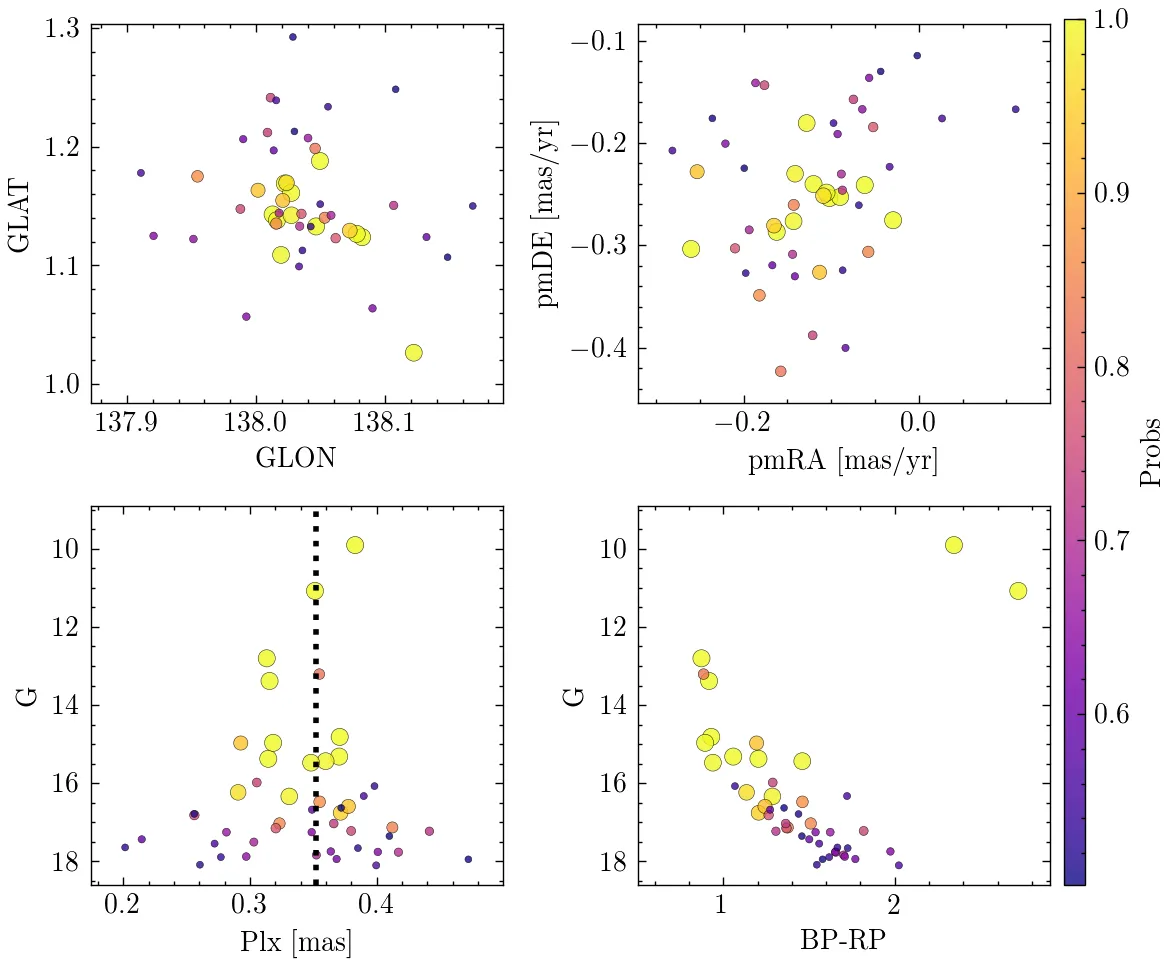 1.3
1.2
1.1
1.0
GLAT
137.9 138.0 138.1
GLON
−0.1
−0.2
−0.3
−0.4
pmDE [mas/yr]
−0.2 0.0
pmRA [mas/yr]
10
12
14
16
18
G
0.2 0.3 0.4
Plx [mas]
10
12
14
16
18
G
1 2
BP-RP
1.0
0.9
0.8
0.7
0.6
Probs